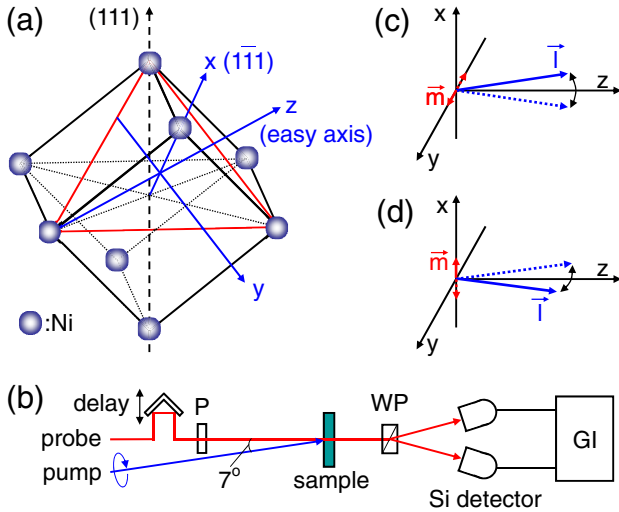 (a)
(111)
x (1̄1̄1)
z
(easy axis)
y
:Ni
(b)
delay
P
WP
probe
pump
7°
sample
GI
Si detector
(c)
x
l
m
z
y
(d)
x
m
z
l
y